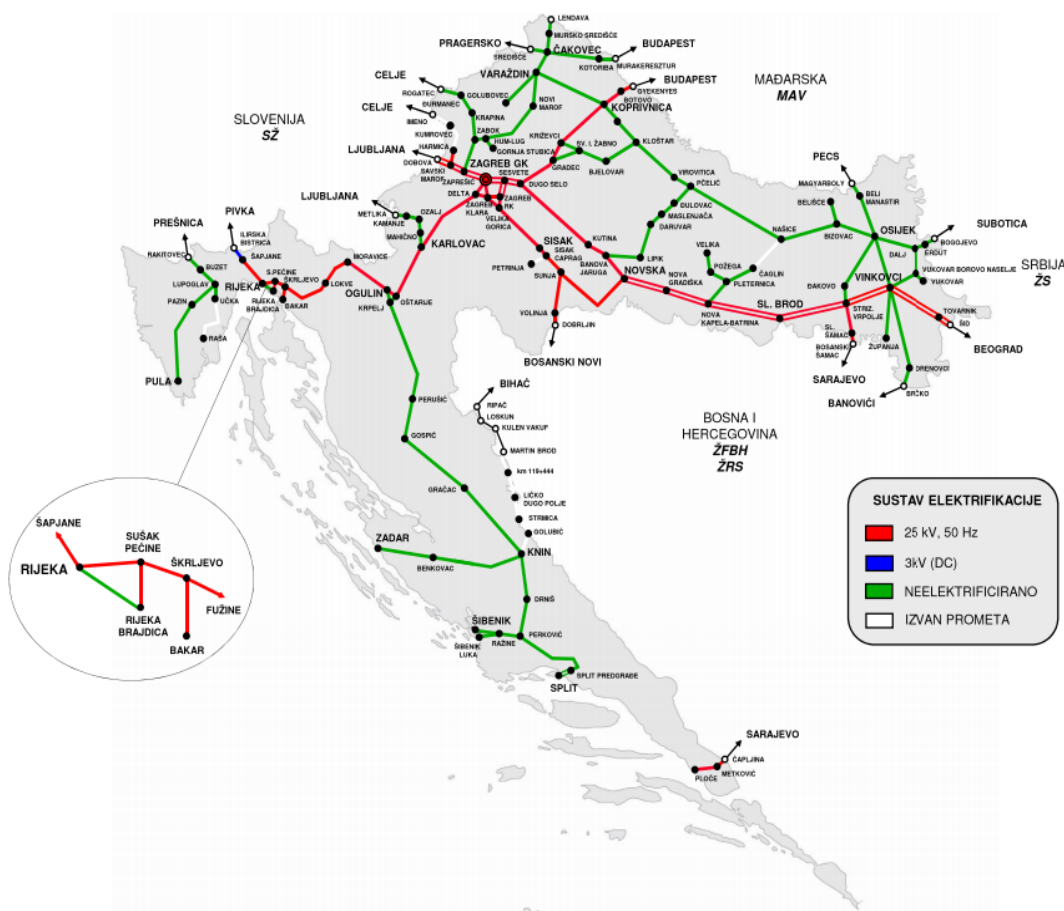 LENDAVA
MURSKO SREDIŠĆE
PRAGERSKO
SREDIŠĆE
ČAKOVEC
BUDAPEST
KOTORIBA
MURAKERESZTUR
VARAŽDIN
BUDAPEST
GYEKENYES
BOTOVO
MAĐARSKA
MAV
CELJE
ROGATEC
GOLUBOVEC
ĐURMANEC
KRAPINA
NOVI
MAROF
KOPRIVNICA
SLOVENIJA
SŽ
CELJE
IMENO
KUMROVEC
ZABOK
HUM-LUG
GORNJA STUBICA
KRIŽEVCI
SV. I. ŽABNO
KLOŠTAR
HARMICA
LJUBLJANA
DOBOVA
SAVSKI
MAROF
ZAPREŠIĆ
ZAGREB GK
SESVETE
DUGO SELO
GRADEC
BJELOVAR
VIROVITICA
PČELIĆ
PECS
MAGYARBOLY
BELI
MANASTIR
DELTA
ZAGREB
KLARA
ZAGREB
RK
VELIKA
GORICA
LJUBLJANA
METLIKA
KAMANJE
OZALJ
MAHIĆNO
KARLOVAC
ĐULOVAC
MASLENJAČA
DARUVAR
BELIŠĆE
BIZOVAC
OSIJEK
SUBOTICA
BOGOJEVO
ERDUT
DALJ
NAŠICE
PREŠNICA
RAKITOVEC
BUZET
LUPOGLAV
PAZIN
UČKA
RAŠA
PULA
PIVKA
ILIRSKA
BISTRICA
ŠAPJANE
S.PEĆINE
ŠKRLJEVO
RIJEKA
RIJEKA
BRAJDICA
BAKAR
LOKVE
MORAVICE
OGULIN
KRPELJ
OŠTARIJE
SISAK
SISAK
CAPRAG
PETRINJA
SUNJA
KUTINA
BANOVA
JARUGA
LIPIK
NOVSKA
NOVA
GRADIŠKA
VELIKA
POŽEGA
ČAGLIN
PLETERNICA
NOVA
KAPELA-BATRINA
SL. BROD
VINKOVCI
VUKOVAR BOROVO NASELJE
VUKOVAR
SRBIJA
ŽS
ĐAKOVO
STRIZ.
VRPOLJE
SL.
ŠAMAC
BOSANSKI
ŠAMAC
SARAJEVO
ŽUPANJA
TOVARNIK
ŠID
BEOGRAD
DRENOVCI
BRČKO
BANOVIĆI
VOLINJA
DOBRLJIN
BOSANSKI NOVI
BIHAĆ
RIPAČ
LOSKUN
KULEN VAKUF
MARTIN BROD
km 119+444
LIČKO
DUGO POLJE
STRMICA
GOLUBIĆ
BOSNA I
HERCEGOVINA
ŽFBH
ŽRS
PERUŠIĆ
GOSPIĆ
GRAČAC
ZADAR
BENKOVAC
KNIN
DRNIŠ
ŠIBENIK
ŠIBENIK
LUKA
RAŽINE
PERKOVIĆ
SPLIT PREDGRAĐE
SPLIT
SARAJEVO
ČAPLJINA
METKOVIĆ
PLOČE
ŠAPJANE
RIJEKA
SUŠAK
PEĆINE
ŠKRLJEVO
FUŽINE
RIJEKA
BRAJDICA
BAKAR
SUSTAV ELEKTRIFIKACIJE
25 kV, 50 Hz
3kV (DC)
NEELEKTRIFICIRANO
IZVAN PROMETA